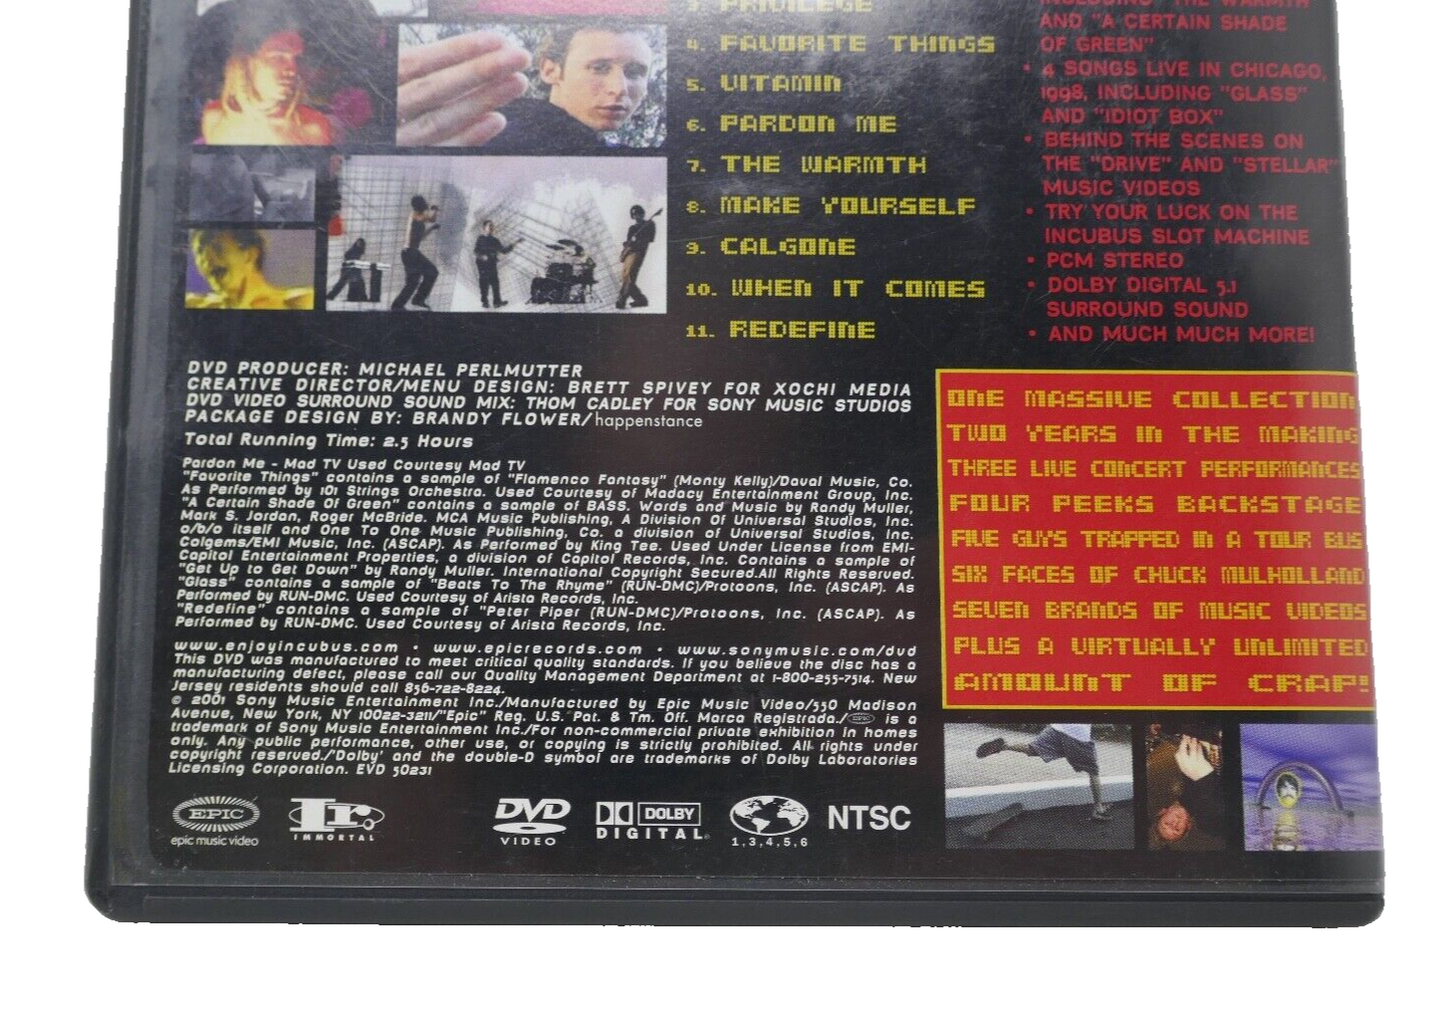 3. PRIVILEGE
4. FAVORITE THINGS
5. VITAMIN
6. PARDON ME
7. THE WARMTH
8. MAKE YOURSELF
9. CALGONE
10. WHEN IT COMES
11. REDEFINE
INCLUDING "THE WARMTH"
AND "A CERTAIN SHADE
OF GREEN"
• 4 SONGS LIVE IN CHICAGO,
1998, INCLUDING "GLASS"
AND "IDIOT BOX"
• BEHIND THE SCENES ON
THE "DRIVE" AND "STELLAR"
MUSIC VIDEOS
• TRY YOUR LUCK ON THE
INCUBUS SLOT MACHINE
• PCM STEREO
• DOLBY DIGITAL 5.1
SURROUND SOUND
• AND MUCH MUCH MORE!
DVD PRODUCER: MICHAEL PERLMUTTER
CREATIVE DIRECTOR/MENU DESIGN: BRETT SPIVEY FOR XOCHI MEDIA
DVD VIDEO SURROUND SOUND MIX: THOM CADLEY FOR SONY MUSIC STUDIOS
PACKAGE DESIGN BY: BRANDY FLOWER/happenstance
Total Running Time: 2.5 Hours
Pardon Me - Mad TV Used Courtesy Mad TV
"Favorite Things" contains a sample of "Flamenco Fantasy" (Monty Kelly)/Daval Music, Co.
As Performed by 101 Strings Orchestra. Used Courtesy of Madacy Entertainment Group, Inc.
"A Certain Shade Of Green" contains a sample of BASS. Words and Music by Randy Muller,
Mark S. Jordan, Roger McBride. MCA Music Publishing, A Division Of Universal Studios, Inc.
o/b/o itself and One To One Music Publishing, Co. a division of Universal Studios, Inc.
Colgems/EMI Music, Inc. (ASCAP). As Performed by King Tee. Used Under License from EMI-
Capitol Entertainment Properties, a division of Capitol Records, Inc. Contains a sample of
"Get Up to Get Down" by Randy Muller. International Copyright Secured.All Rights Reserved.
"Glass" contains a sample of "Beats To The Rhyme" (RUN-DMC)/Protoons, Inc. (ASCAP). As
Performed by RUN-DMC. Used Courtesy of Arista Records, Inc.
"Redefine" contains a sample of "Peter Piper (RUN-DMC)/Protoons, Inc. (ASCAP). As
Performed by RUN-DMC. Used Courtesy of Arista Records, Inc.
www.enjoyincubus.com • www.epicrecords.com • www.sonymusic.com/dvd
This DVD was manufactured to meet critical quality standards. If you believe the disc has a
manufacturing defect, please call our Quality Management Department at 1-800-255-7514. New
Jersey residents should call 856-722-8224.
© 2001 Sony Music Entertainment Inc./Manufactured by Epic Music Video/550 Madison
Avenue, New York, NY 10022-3211/"Epic" Reg. U.S. Pat. & Tm. Off. Marca Registrada./EPIC is a
trademark of Sony Music Entertainment Inc./For non-commercial private exhibition in homes
only. Any public performance, other use, or copying is strictly prohibited. All rights under
copyright reserved./'Dolby' and the double-D symbol are trademarks of Dolby Laboratories
Licensing Corporation. EVD 50231
ONE MASSIVE COLLECTION
TWO YEARS IN THE MAKING
THREE LIVE CONCERT PERFORMANCES
FOUR PEEKS BACKSTAGE
FIVE GUYS TRAPPED IN A TOUR BUS
SIX FACES OF CHUCK MULHOLLAND
SEVEN BRANDS OF MUSIC VIDEOS
PLUS A VIRTUALLY UNLIMITED
AMOUNT OF CRAP!
EPIC
epic music video
Ir.
IMMORTAL
DVD
VIDEO
DOLBY
DIGITAL
1,3,4,5,6
NTSC